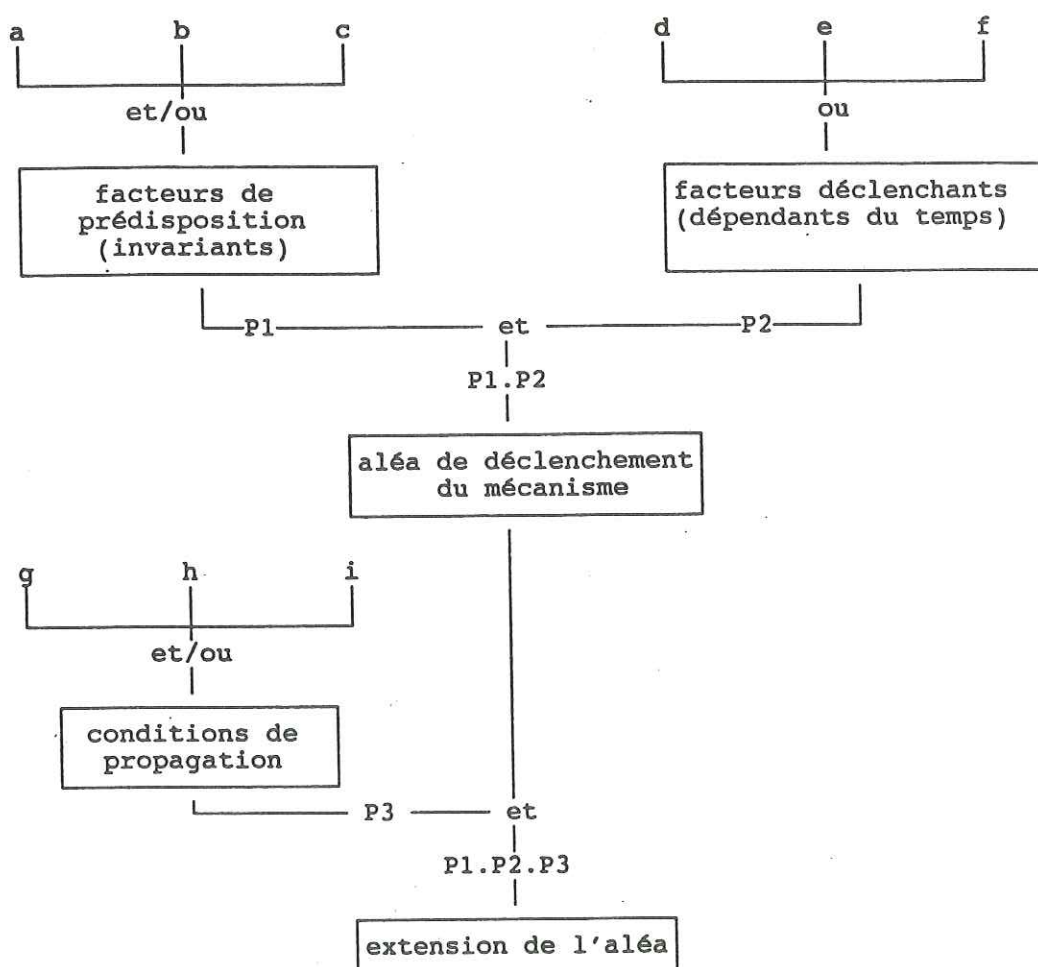 a b c d e f
et/ou ou
facteurs de
prédisposition
(invariants)
facteurs déclenchants
(dépendants du temps)
P1 et P2
P1.P2
aléa de déclenchement
du mécanisme
g h i
et/ou
conditions de
propagation
P3 et
P1.P2.P3
extension de l'aléa